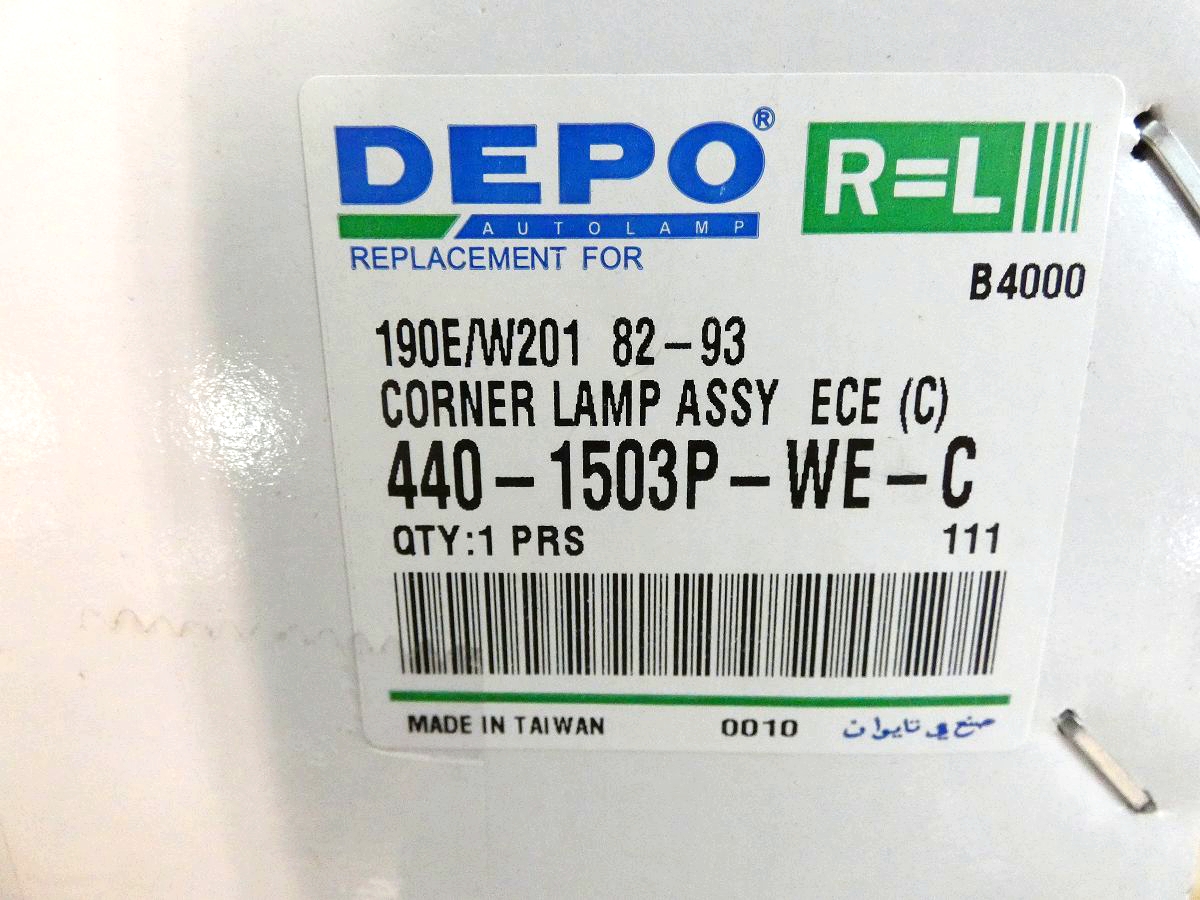 DEPO® R=L
AUTOLAMP
REPLACEMENT FOR
B4000
190E/W201 82-93
CORNER LAMP ASSY ECE (C)
440-1503P-WE-C
QTY:1 PRS 111
MADE IN TAIWAN 0010 صنع في تايوان